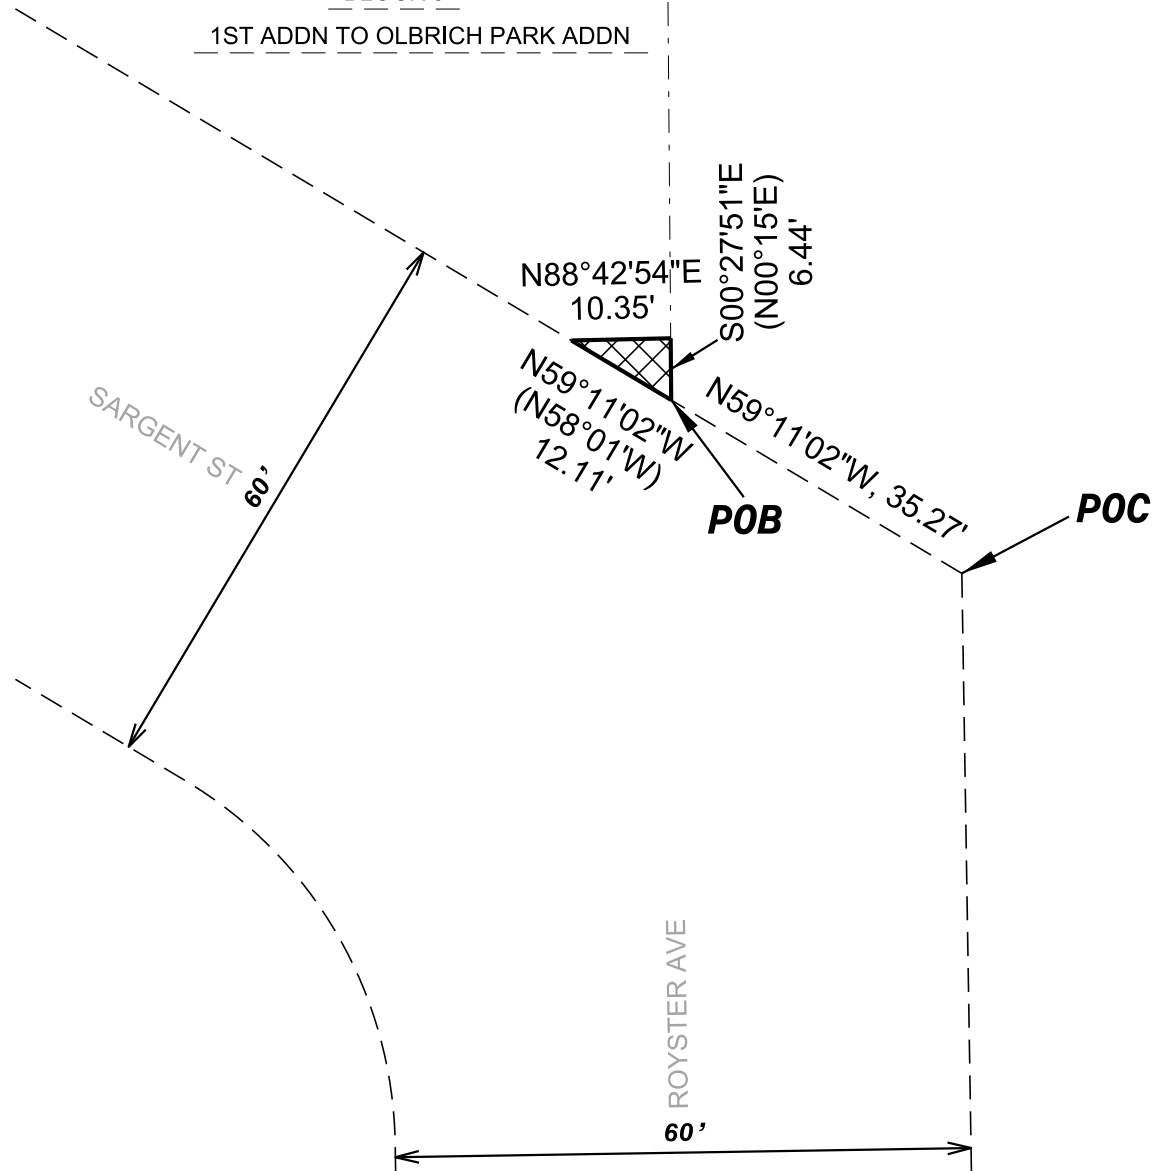 1ST ADDN TO OLBRICH PARK ADDN
S00°27'51"E
(N00°15'E)
6.44'
N88°42'54"E
10.35'
N59°11'02"W
(N58°01'W)
12.11'
N59°11'02"W, 35.27'
SARGENT ST
60'
POB
POC
ROYSTER AVE
60'